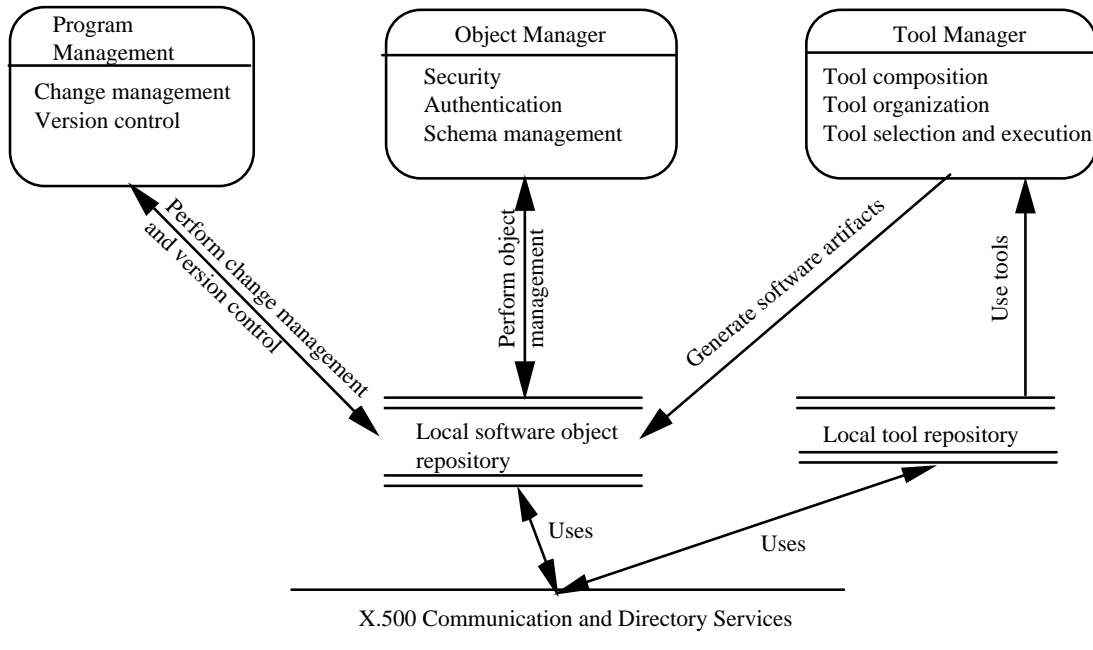 Program
Management
Change management
Version control
Object Manager
Security
Authentication
Schema management
Tool Manager
Tool composition
Tool organization
Tool selection and execution
Perform change management
and version control
Perform object
management
Generate software artifacts
Use tools
Local software object
repository
Local tool repository
Uses
Uses
X.500 Communication and Directory Services